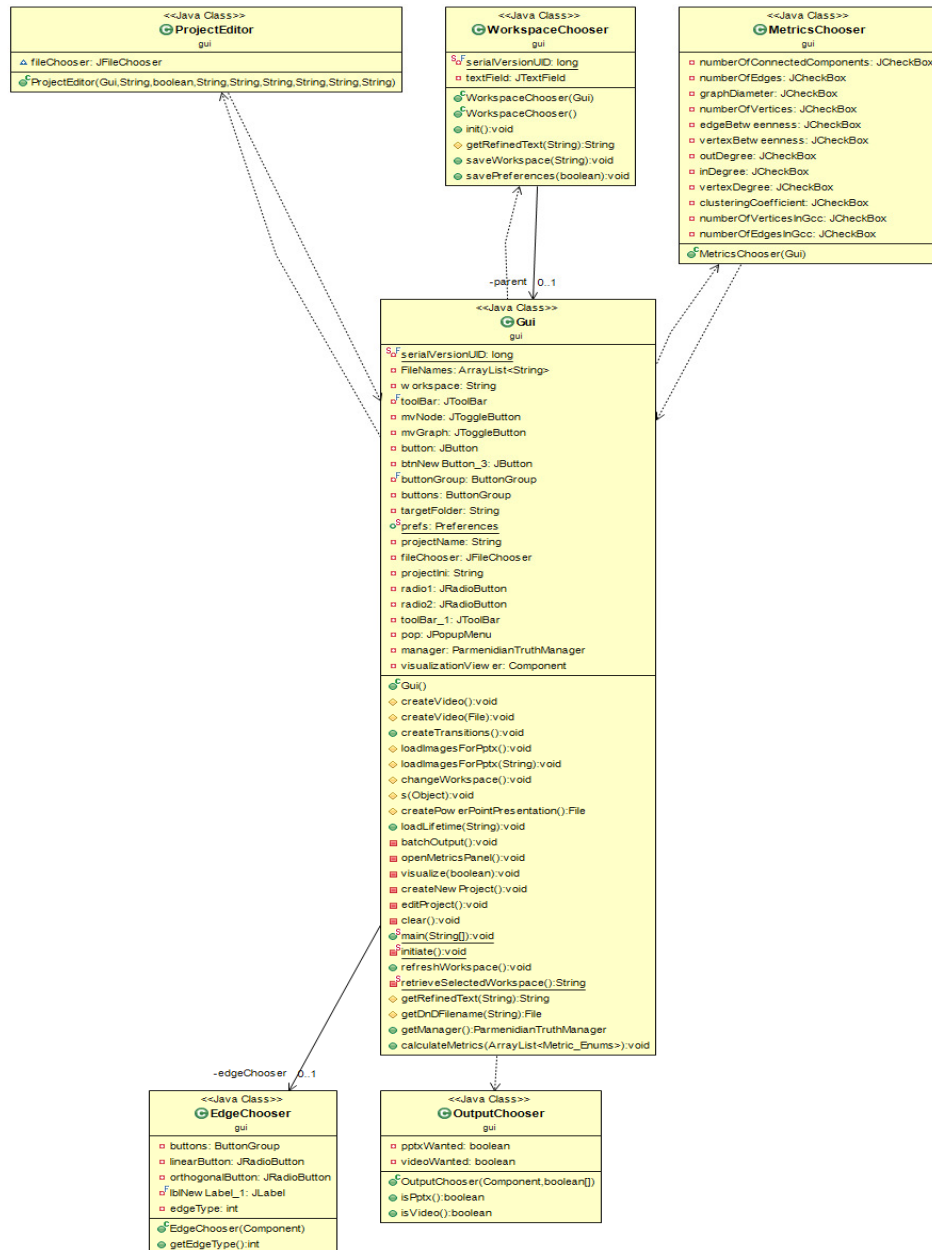 <<Java Class>>
ProjectEditor
gui
fileChooser: JFileChooser
ProjectEditor(Gui,String,boolean,String,String,String,String,String,String)
<<Java Class>>
WorkspaceChooser
gui
serialVersionUID: long
textField: JTextField
WorkspaceChooser(Gui)
WorkspaceChooser()
init():void
getRefinedText(String):String
saveWorkspace(String):void
savePreferences(boolean):void
<<Java Class>>
MetricsChooser
gui
numberOfConnectedComponents: JCheckBox
numberOfEdges: JCheckBox
graphDiameter: JCheckBox
numberOfVertices: JCheckBox
edgeBetweenness: JCheckBox
vertexBetweenness: JCheckBox
outDegree: JCheckBox
inDegree: JCheckBox
vertexDegree: JCheckBox
clusteringCoefficient: JCheckBox
numberOfVerticesInGcc: JCheckBox
numberOfEdgesInGcc: JCheckBox
MetricsChooser(Gui)
-parent 0..1
<<Java Class>>
Gui
gui
serialVersionUID: long
FileNames: ArrayList<String>
workspace: String
toolBar: JToolBar
mvNode: JToggleButton
mvGraph: JToggleButton
button: JButton
btnNewButton_3: JButton
buttonGroup: ButtonGroup
buttons: ButtonGroup
targetFolder: String
prefs: Preferences
projectName: String
fileChooser: JFileChooser
projectIni: String
radio1: JRadioButton
radio2: JRadioButton
toolBar_1: JToolBar
pop: JPopupMenu
manager: ParmenidianTruthManager
visualizationViewer: Component
Gui()
createVideo():void
createVideo(File):void
createTransitions():void
loadImagesForPptx():void
loadImagesForPptx(String):void
changeWorkspace():void
s(Object):void
createPowerPointPresentation():File
loadLifetime(String):void
batchOutput():void
openMetricsPanel():void
visualize(boolean):void
createNewProject():void
editProject():void
clear():void
main(String[]):void
initiate():void
refreshWorkspace():void
retrieveSelectedWorkspace():String
getRefinedText(String):String
getDnDFilename(String):File
getManager():ParmenidianTruthManager
calculateMetrics(ArrayList<Metric_Enums>):void
-edgeChooser 0..1
<<Java Class>>
EdgeChooser
gui
buttons: ButtonGroup
linearButton: JRadioButton
orthogonalButton: JRadioButton
lblNewLabel_1: JLabel
edgeType: int
EdgeChooser(Component)
getEdgeType():int
<<Java Class>>
OutputChooser
gui
pptxWanted: boolean
videoWanted: boolean
OutputChooser(Component,boolean[])
isPptx():boolean
isVideo():boolean